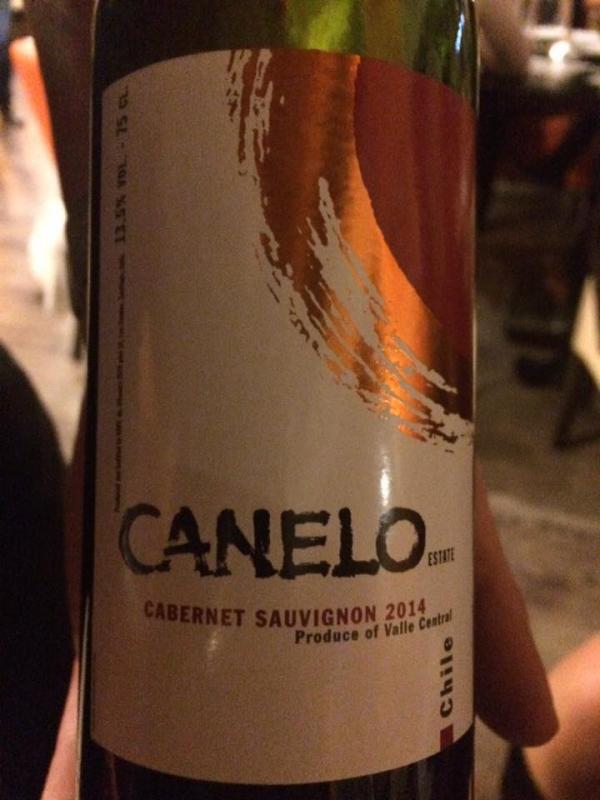 13.5% VOL. - 75 CL.
CANELO
ESTATE
CABERNET SAUVIGNON 2014
Produce of Valle Central
Chile